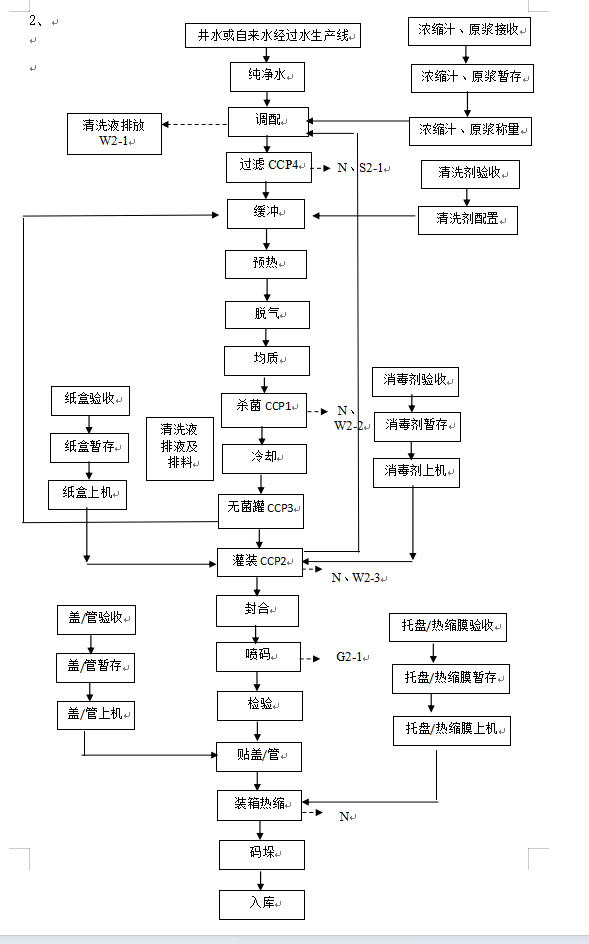 2、
井水或自来水经过水生产线
浓缩汁、原浆接收
纯净水
浓缩汁、原浆暂存
调配
浓缩汁、原浆称量
清洗液排放
W2-1
过滤 CCP4
N、S2-1
清洗剂验收
缓冲
清洗剂配置
预热
脱气
均质
消毒剂验收
纸盒验收
杀菌 CCP1
N、
W2-2
消毒剂暂存
清洗液
排液及
排料
纸盒暂存
冷却
消毒剂上机
纸盒上机
无菌罐 CCP3
灌装 CCP2
N、W2-3
封合
盖/管验收
托盘/热缩膜验收
喷码
G2-1
盖/管暂存
托盘/热缩膜暂存
检验
盖/管上机
托盘/热缩膜上机
贴盖/管
装箱热缩
N
码垛
入库